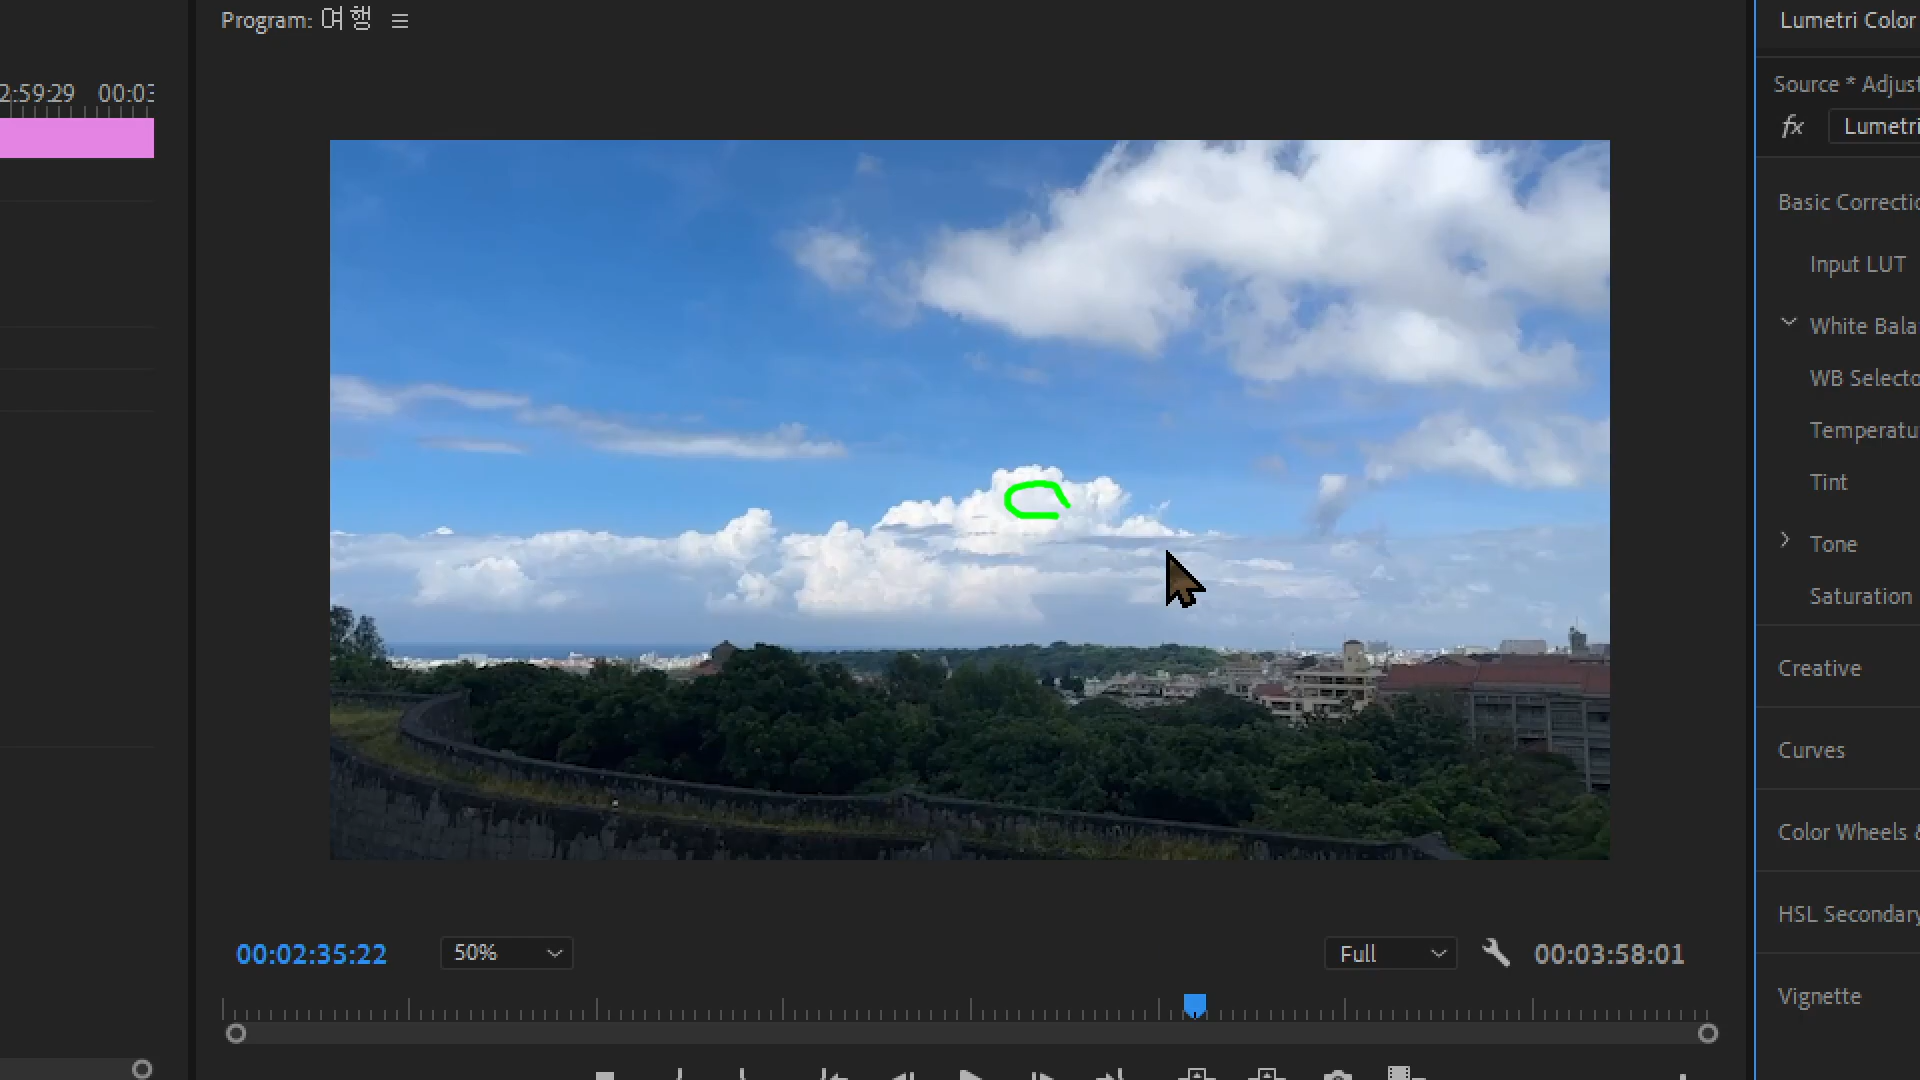 Program: 여행
2:59:29 00:03
Lumetri Color
Source * Adjust
fx Lumetri
Basic Correctio
Input LUT
White Bala
WB Selecto
Temperatu
Tint
Tone
Saturation
Creative
Curves
Color Wheels &
HSL Secondary
Vignette
00:02:35:22 50% Full 00:03:58:01